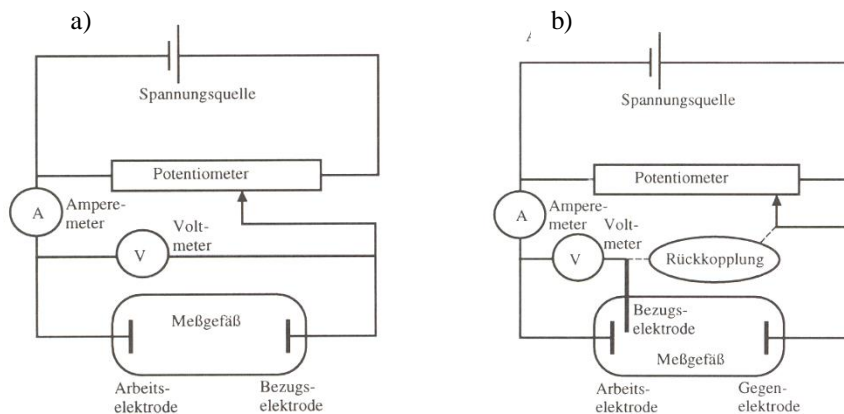 a)
Spannungsquelle
Potentiometer
A
Ampere-
meter
Volt-
meter
V
Meßgefäß
Arbeits-
elektrode
Bezugs-
elektrode
b)
Spannungsquelle
Potentiometer
A
Ampere-
meter
Volt-
meter
V
Rückkopplung
Bezugs-
elektrode
Meßgefäß
Arbeits-
elektrode
Gegen-
elektrode